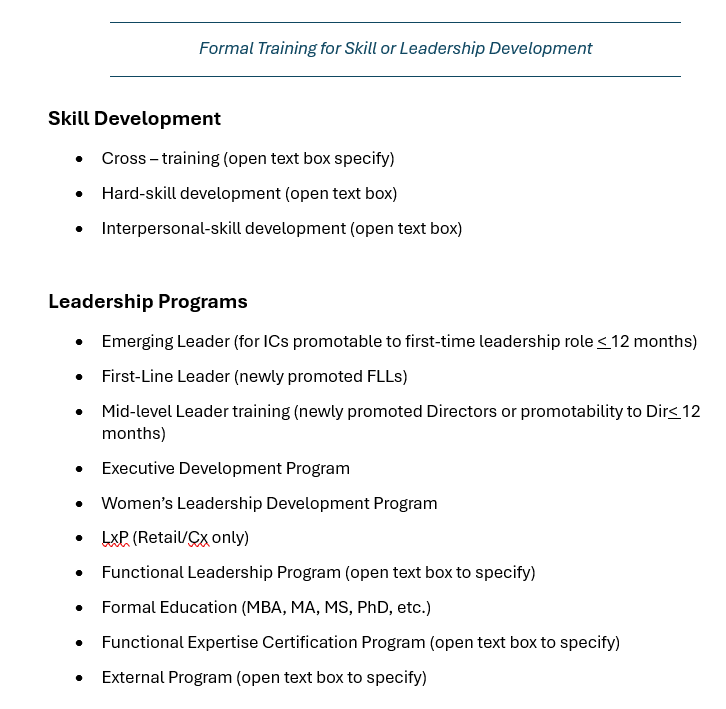 Formal Training for Skill or Leadership Development
Skill Development
• Cross – training (open text box specify)
• Hard-skill development (open text box)
• Interpersonal-skill development (open text box)
Leadership Programs
• Emerging Leader (for ICs promotable to first-time leadership role < 12 months)
• First-Line Leader (newly promoted FLLs)
• Mid-level Leader training (newly promoted Directors or promotability to Dir< 12
months)
• Executive Development Program
• Women’s Leadership Development Program
• LxP (Retail/Cx only)
• Functional Leadership Program (open text box to specify)
• Formal Education (MBA, MA, MS, PhD, etc.)
• Functional Expertise Certification Program (open text box to specify)
• External Program (open text box to specify)